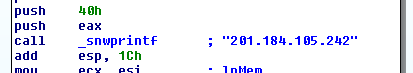 push 40h
push eax
call _snwprintf ; "201.184.105.242"
add esp, 1Ch
mov ecx, esi ; lpMem